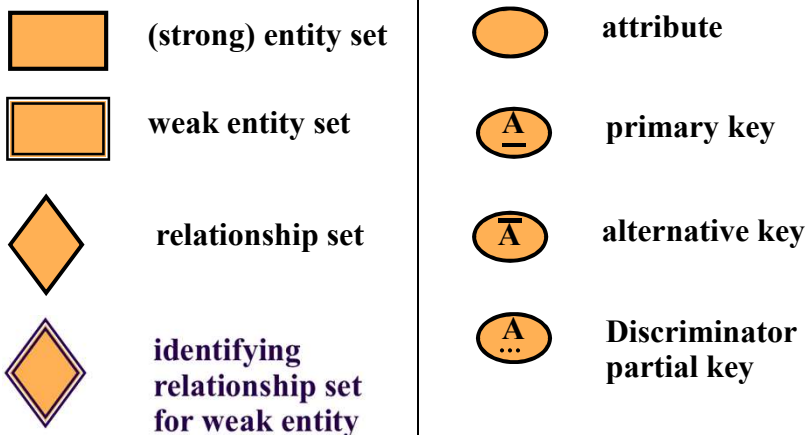 (strong) entity set
weak entity set
relationship set
identifying
relationship set
for weak entity
attribute
A
primary key
A
alternative key
A
...
Discriminator
partial key